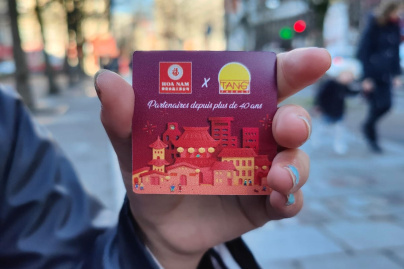 HOA NAM
X
TANG
Partenaires depuis plus de 40 ans